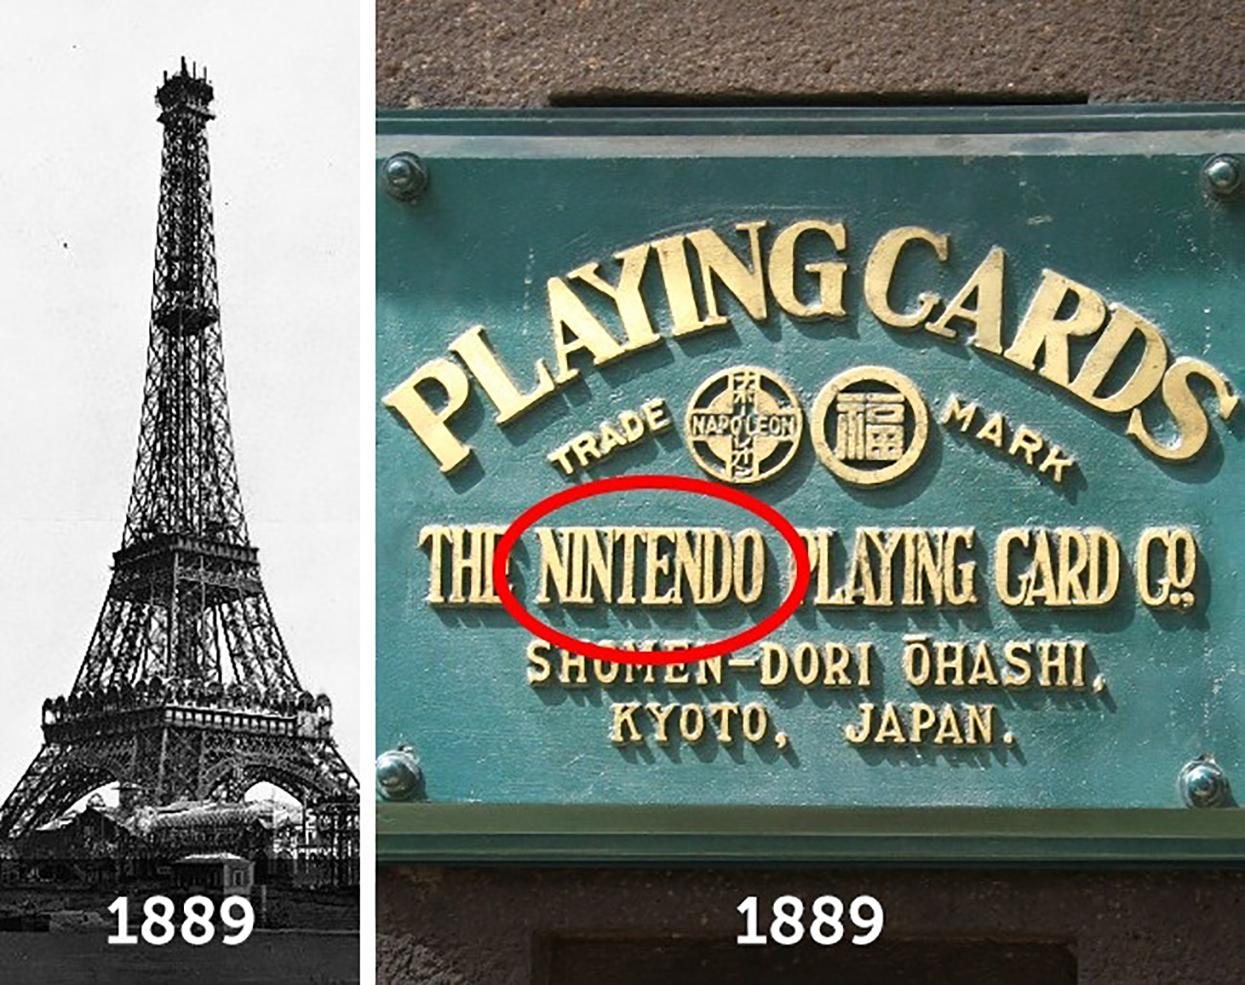 1889
PLAYING CARDS
TRADE NAPOLEON 福 MARK
THE NINTENDO PLAYING CARD Co.
SHOMEN-DORI ŌHASHI,
KYOTO, JAPAN.
1889